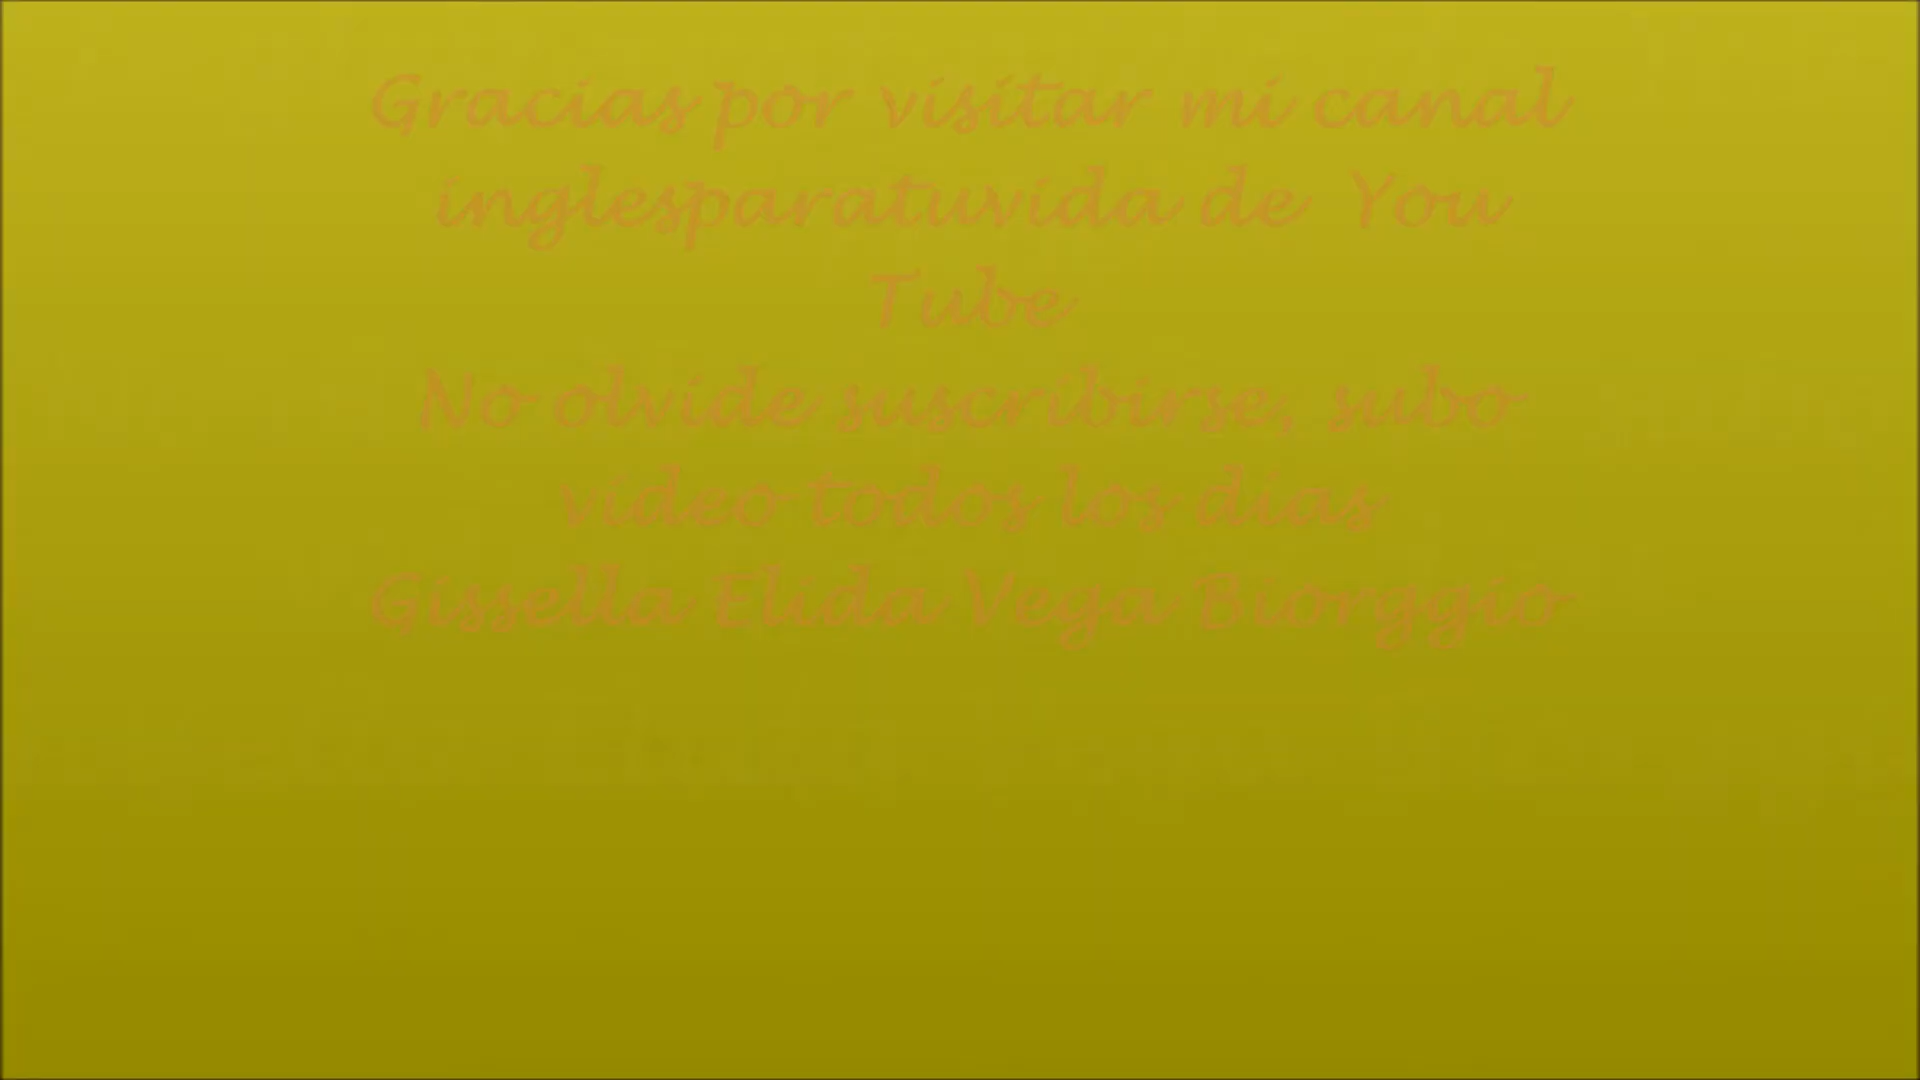 Gracias por visitar mi canal
inglesparatuvida de You
Tube
No olvide suscribirse, subo
video todos los dias
Gissella Elida Vega Biorggio